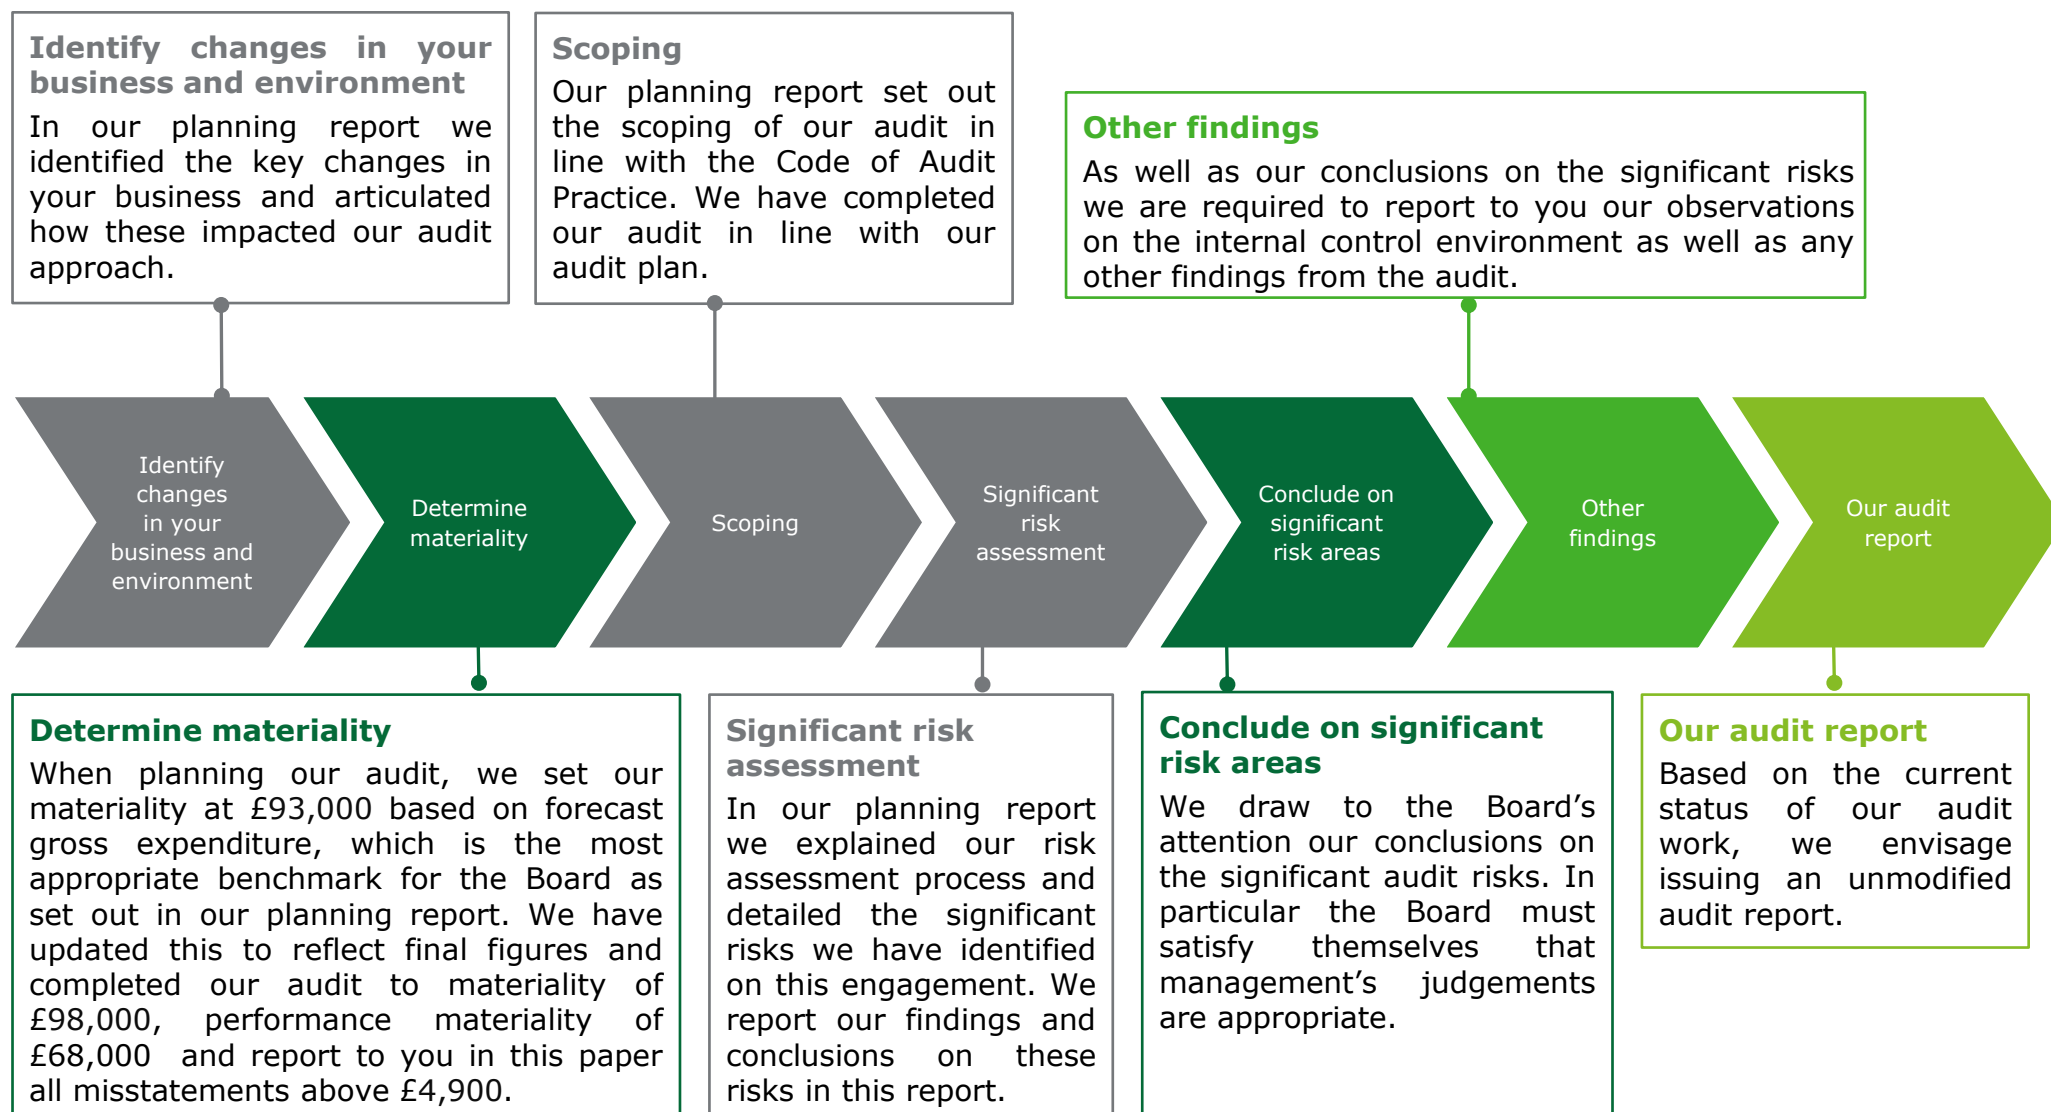 Identify changes in your
business and environment
In our planning report we
identified the key changes in
your business and articulated
how these impacted our audit
approach.
Scoping
Our planning report set out
the scoping of our audit in
line with the Code of Audit
Practice. We have completed
our audit in line with our
audit plan.
Other findings
As well as our conclusions on the significant risks
we are required to report to you our observations
on the internal control environment as well as any
other findings from the audit.
Identify
changes
in your
business and
environment
Determine
materiality
Scoping
Significant
risk
assessment
Conclude on
significant
risk areas
Other
findings
Our audit
report
Determine materiality
When planning our audit, we set our
materiality at £93,000 based on forecast
gross expenditure, which is the most
appropriate benchmark for the Board as
set out in our planning report. We have
updated this to reflect final figures and
completed our audit to materiality of
£98,000, performance materiality of
£68,000 and report to you in this paper
all misstatements above £4,900.
Significant risk
assessment
In our planning report
we explained our risk
assessment process and
detailed the significant
risks we have identified
on this engagement. We
report our findings and
conclusions on these
risks in this report.
Conclude on significant
risk areas
We draw to the Board’s
attention our conclusions on
the significant audit risks. In
particular the Board must
satisfy themselves that
management’s judgements
are appropriate.
Our audit report
Based on the current
status of our audit
work, we envisage
issuing an unmodified
audit report.